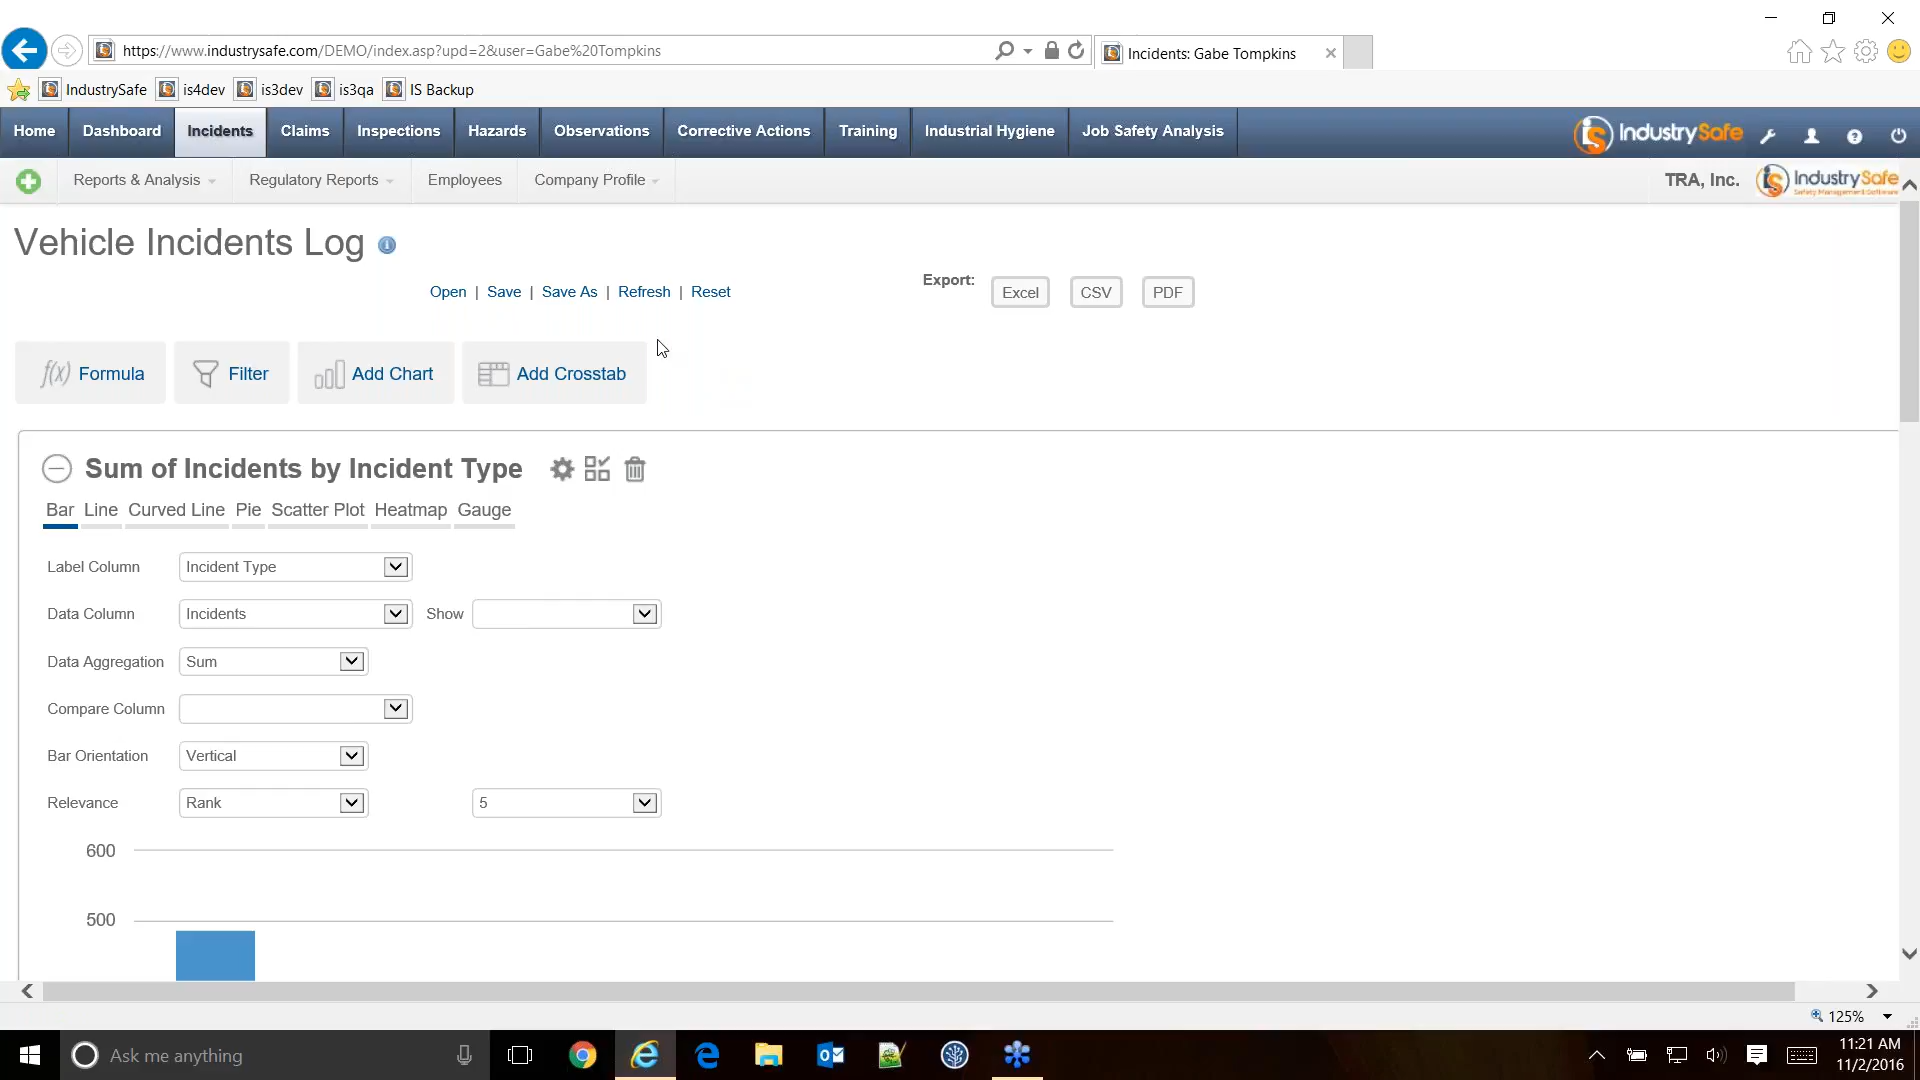 https://www.industrysafe.com/DEMO/index.asp?upd=2&user=Gabe%20Tompkins
Incidents: Gabe Tompkins
IndustrySafe is4dev is3dev is3qa IS Backup
Home Dashboard Incidents Claims Inspections Hazards Observations Corrective Actions Training Industrial Hygiene Job Safety Analysis IndustrySafe
Reports & Analysis Regulatory Reports Employees Company Profile TRA, Inc. IndustrySafe
Safety Management Software
Vehicle Incidents Log
Open | Save | Save As | Refresh | Reset Export: Excel CSV PDF
f(x) Formula Filter Add Chart Add Crosstab
Sum of Incidents by Incident Type
Bar Line Curved Line Pie Scatter Plot Heatmap Gauge
Label Column Incident Type
Data Column Incidents Show
Data Aggregation Sum
Compare Column
Bar Orientation Vertical
Relevance Rank 5
600
500
125%
Ask me anything
11:21 AM
11/2/2016